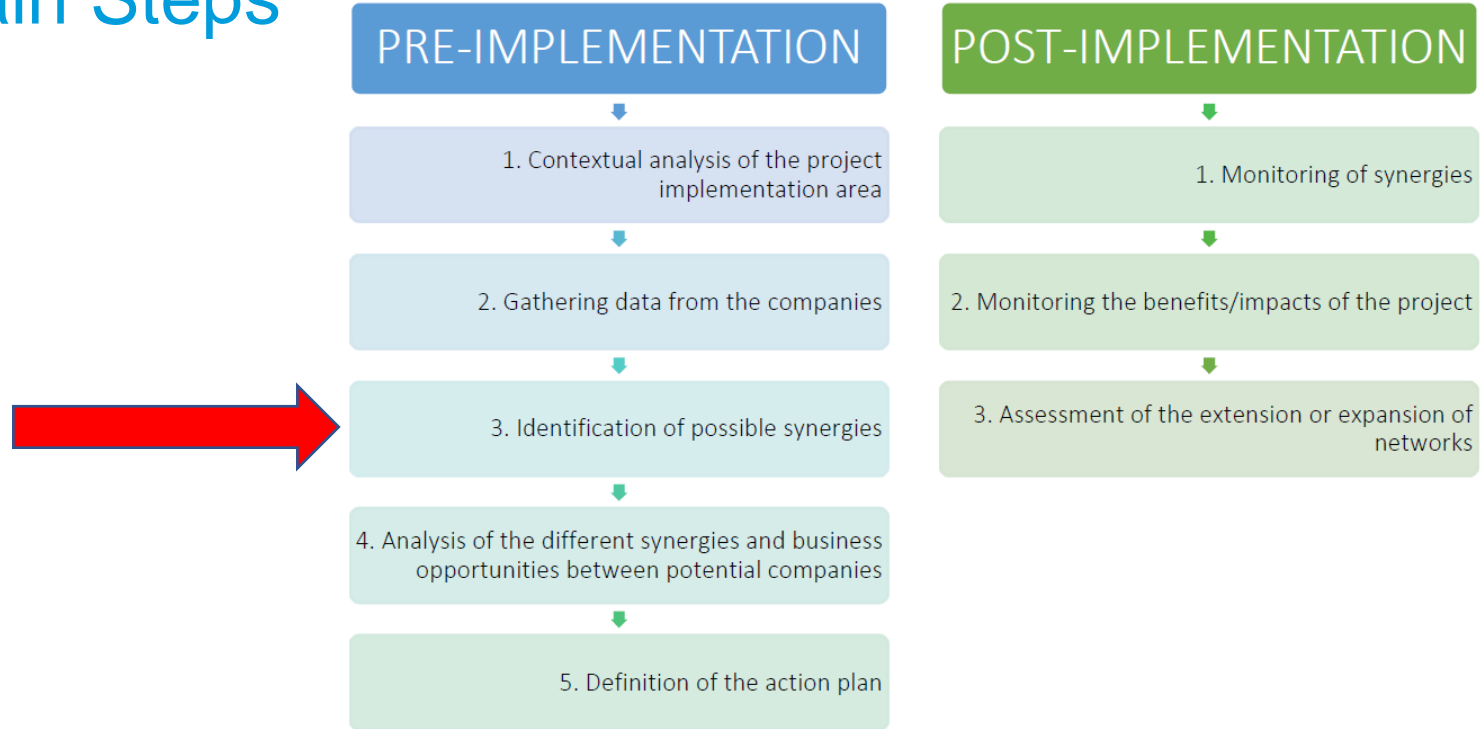 Steps
PRE-IMPLEMENTATION
1. Contextual analysis of the project
implementation area
2. Gathering data from the companies
3. Identification of possible synergies
4. Analysis of the different synergies and business
opportunities between potential companies
5. Definition of the action plan
POST-IMPLEMENTATION
1. Monitoring of synergies
2. Monitoring the benefits/impacts of the project
3. Assessment of the extension or expansion of
networks